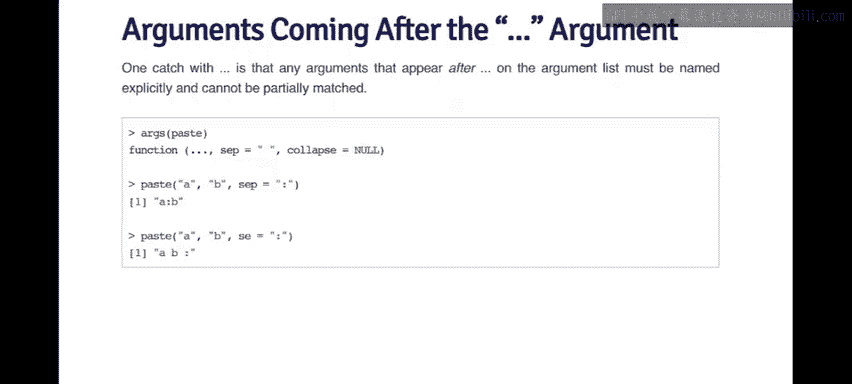 Arguments Coming After the “...” Argument
One catch with ... is that any arguments that appear after ... on the argument list must be named
explicitly and cannot be partially matched.
> args(paste)
function (..., sep = " ", collapse = NULL)
> paste("a", "b", sep = ":")
[1] "a:b"
> paste("a", "b", se = ":")
[1] "a b :"